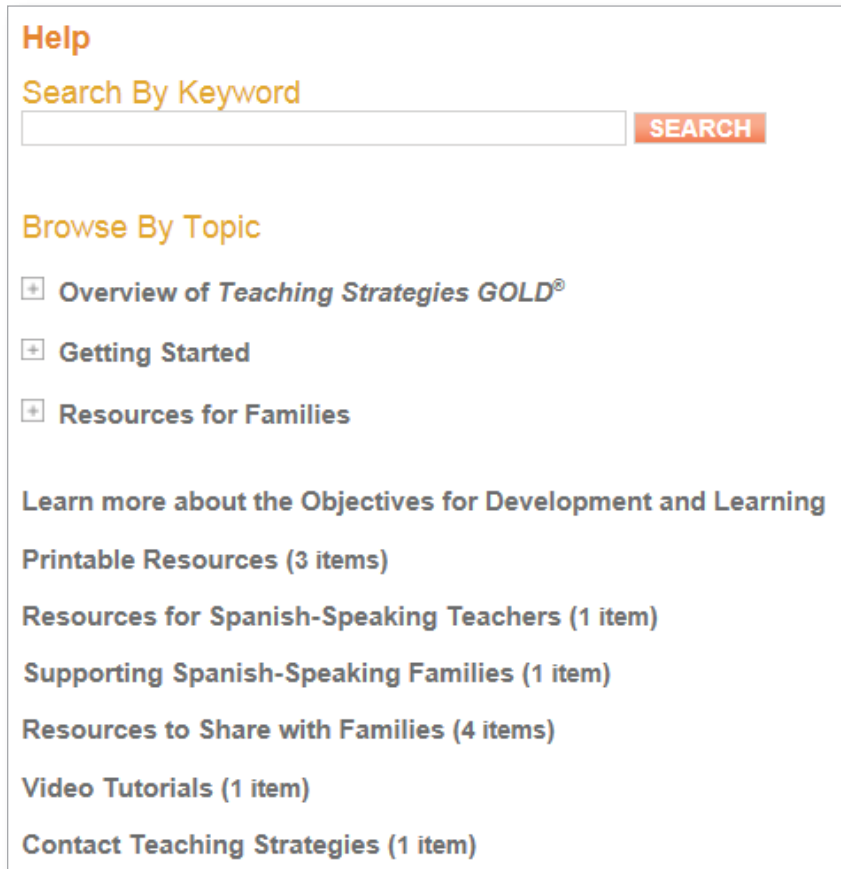 Help
Search By Keyword
SEARCH
Browse By Topic
Overview of Teaching Strategies GOLD®
Getting Started
Resources for Families
Learn more about the Objectives for Development and Learning
Printable Resources (3 items)
Resources for Spanish-Speaking Teachers (1 item)
Supporting Spanish-Speaking Families (1 item)
Resources to Share with Families (4 items)
Video Tutorials (1 item)
Contact Teaching Strategies (1 item)